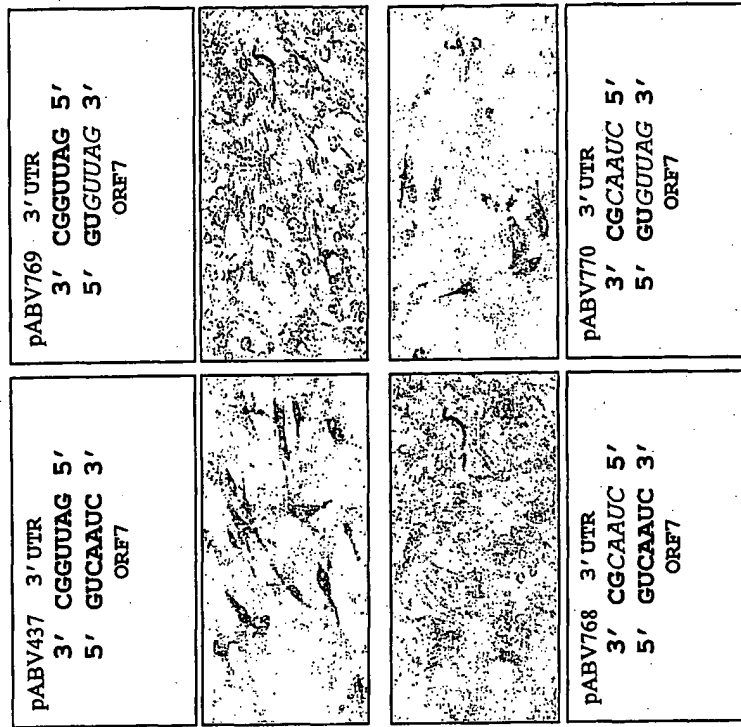 pABV437 3'UTR
3' CGGUUAG 5'
5' GUCAAUC 3'
ORF7
pABV769 3'UTR
3' CGGUUAG 5'
5' GUGUUAG 3'
ORF7
pABV768 3'UTR
3' CGCAAUC 5'
5' GUCAAUC 3'
ORF7
pABV770 3'UTR
3' CGCAAUC 5'
5' GUGUUAG 3'
ORF7